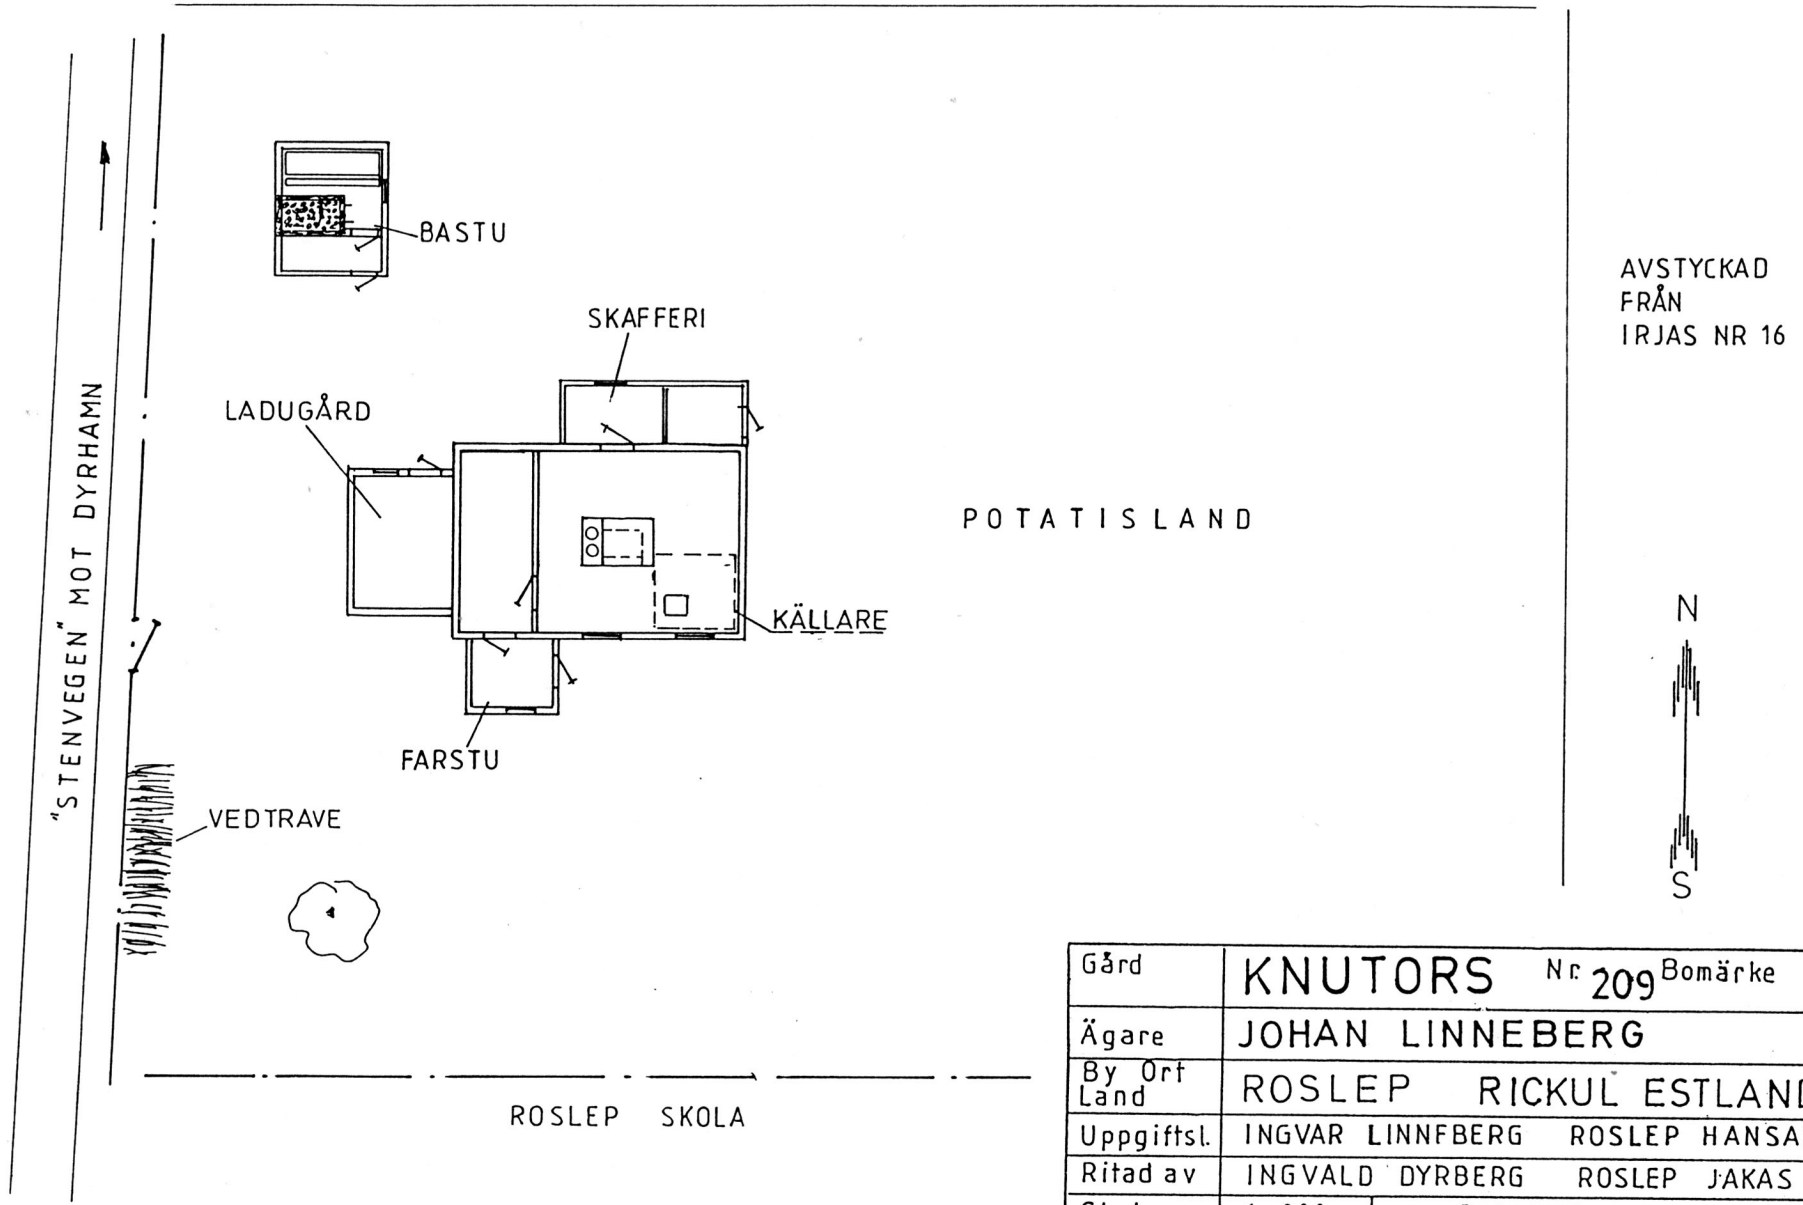 BASTU
SKAFFERI
LADUGÅRD
AVSTYCKAD
FRÅN
IRJAS NR 16
"STENVEGEN" MOT DYRHAMN
POTATISLAND
KÄLLARE
N
S
FARSTU
VEDTRAVE
ROSLEP SKOLA
Gård KNUTORS Nr. 209 Bomärke
Ägare JOHAN LINNEBERG
By Ort
Land ROSLEP RICKUL ESTLAND
Uppgiftsl. INGVAR LINNFBERG ROSLEP HANSA
Ritad av INGVALD DYRBERG ROSLEP JAKAS